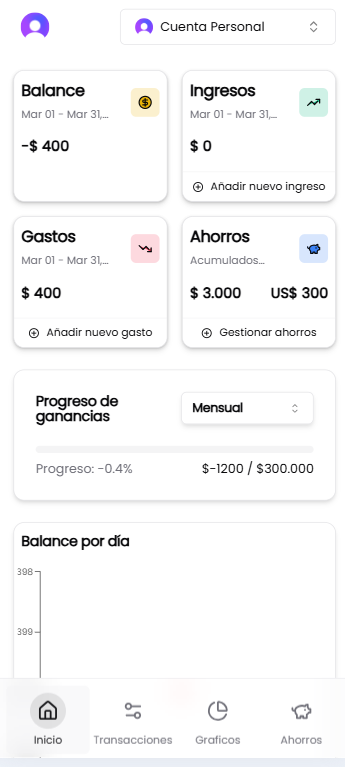 Cuenta Personal
Balance
Mar 01 - Mar 31,...
-$ 400
Ingresos
Mar 01 - Mar 31,...
$ 0
Añadir nuevo ingreso
Gastos
Mar 01 - Mar 31,...
$ 400
Añadir nuevo gasto
Ahorros
Acumulados...
$ 3.000 US$ 300
Gestionar ahorros
Progreso de
ganancias
Mensual
Progreso: -0.4% $-1200 / $300.000
Balance por día
398
399
Inicio Transacciones Graficos Ahorros